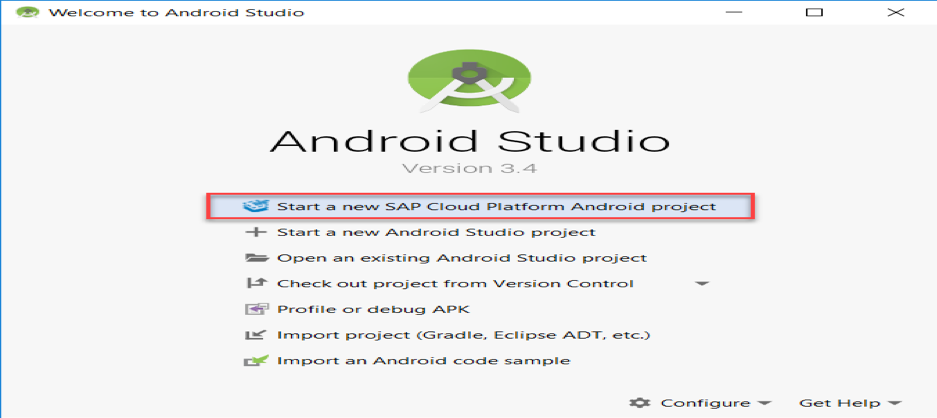 Welcome to Android Studio
Android Studio
Version 3.4
Start a new SAP Cloud Platform Android project
Start a new Android Studio project
Open an existing Android Studio project
Check out project from Version Control
Profile or debug APK
Import project (Gradle, Eclipse ADT, etc.)
Import an Android code sample
Configure Get Help